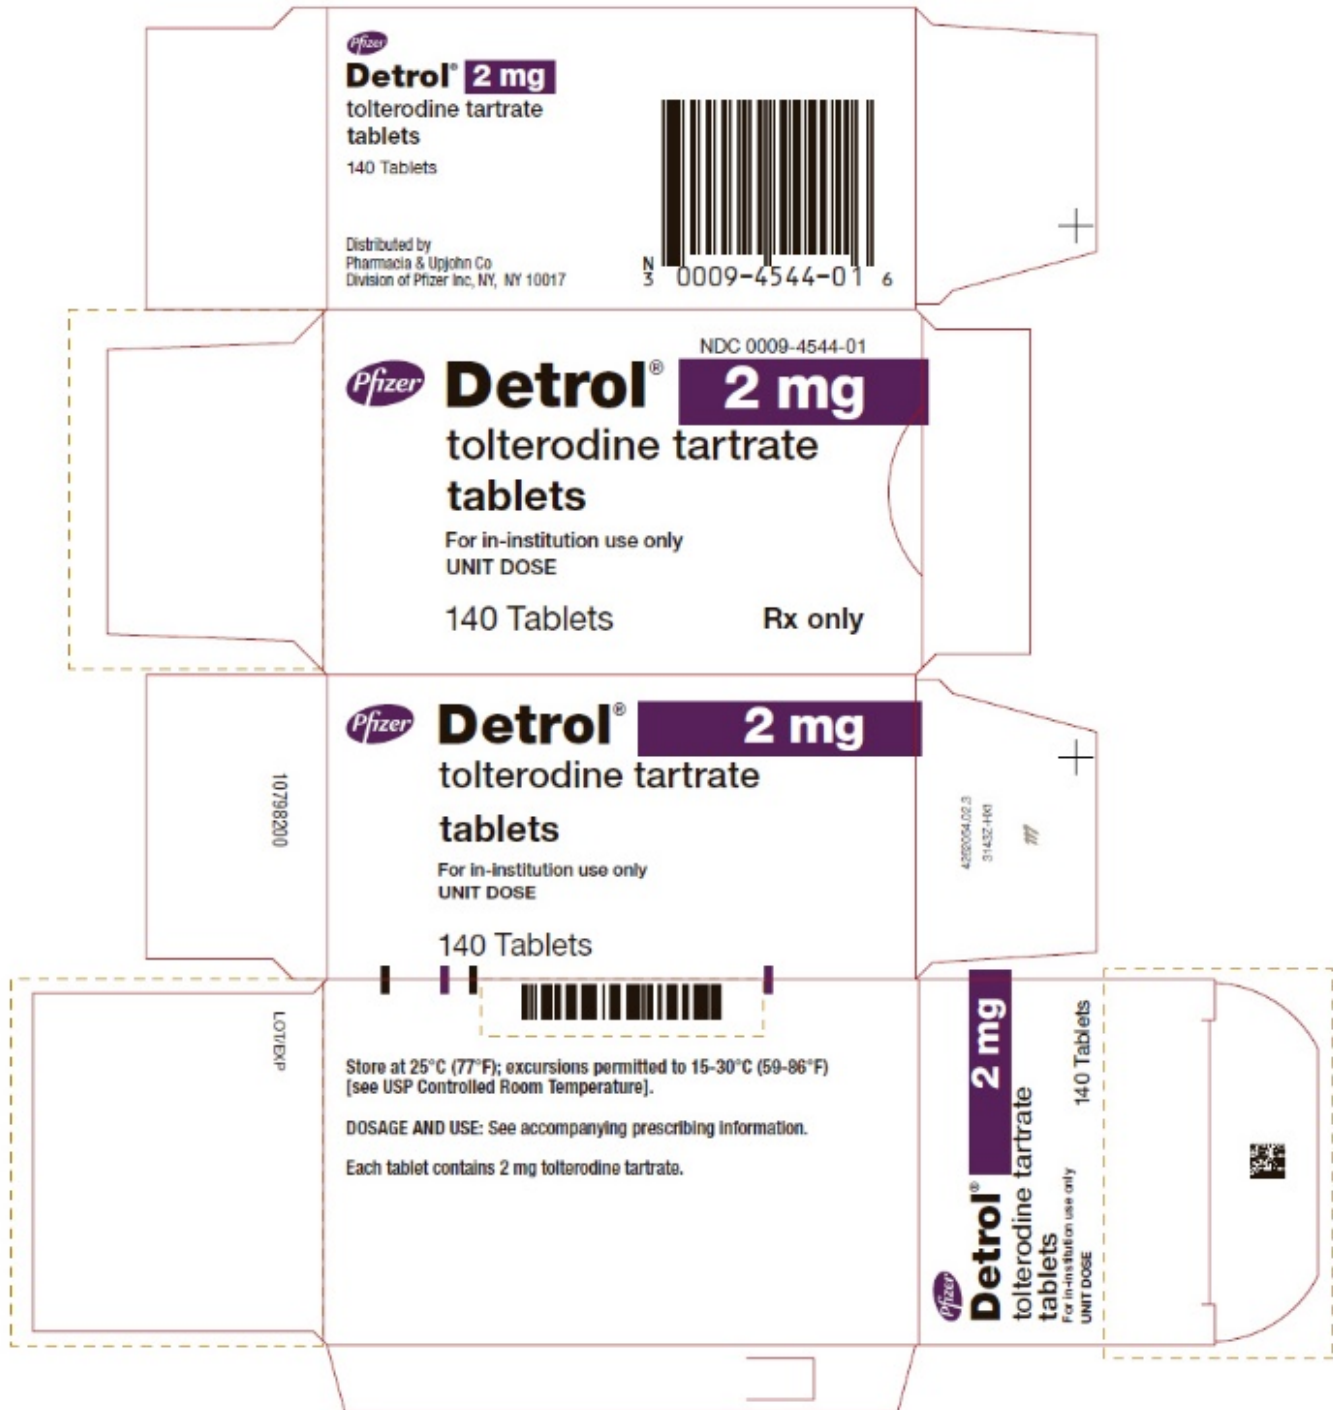 Pfizer
Detrol® 2 mg
tolterodine tartrate
tablets
140 Tablets
Distributed by
Pharmacia & Upjohn Co
Division of Pfizer Inc, NY, NY 10017
N
3 0009-4544-01 6
NDC 0009-4544-01
Pfizer Detrol® 2 mg
tolterodine tartrate
tablets
For in-institution use only
UNIT DOSE
140 Tablets Rx only
Pfizer Detrol® 2 mg
tolterodine tartrate
tablets
For in-institution use only
UNIT DOSE
140 Tablets
10798200
LOT/EXP
Store at 25°C (77°F); excursions permitted to 15-30°C (59-86°F)
[see USP Controlled Room Temperature].
DOSAGE AND USE: See accompanying prescribing information.
Each tablet contains 2 mg tolterodine tartrate.
Pfizer Detrol® 2 mg
tolterodine tartrate
tablets
For in-institution use only
UNIT DOSE
140 Tablets